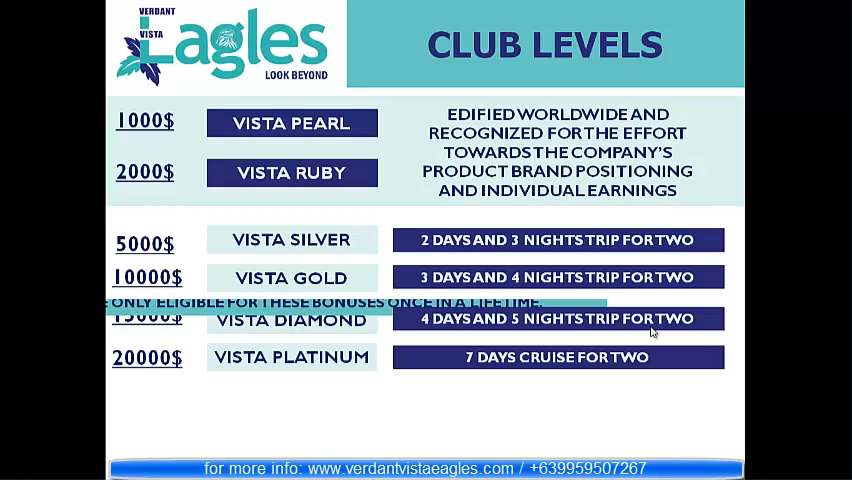 VERDANT
VISTA
Eagles
LOOK BEYOND
CLUB LEVELS
1000$ VISTA PEARL
2000$ VISTA RUBY
EDIFIED WORLDWIDE AND
RECOGNIZED FOR THE EFFORT
TOWARDS THE COMPANY'S
PRODUCT BRAND POSITIONING
AND INDIVIDUAL EARNINGS
5000$ VISTA SILVER 2 DAYS AND 3 NIGHTS TRIP FOR TWO
10000$ VISTA GOLD 3 DAYS AND 4 NIGHTS TRIP FOR TWO
ONLY ELIGIBLE FOR THESE BONUSES ONCE IN A LIFE TIME.
15000$ VISTA DIAMOND 4 DAYS AND 5 NIGHTS TRIP FOR TWO
20000$ VISTA PLATINUM 7 DAYS CRUISE FOR TWO
for more info: www.verdantvistaeagles.com / +639959507267